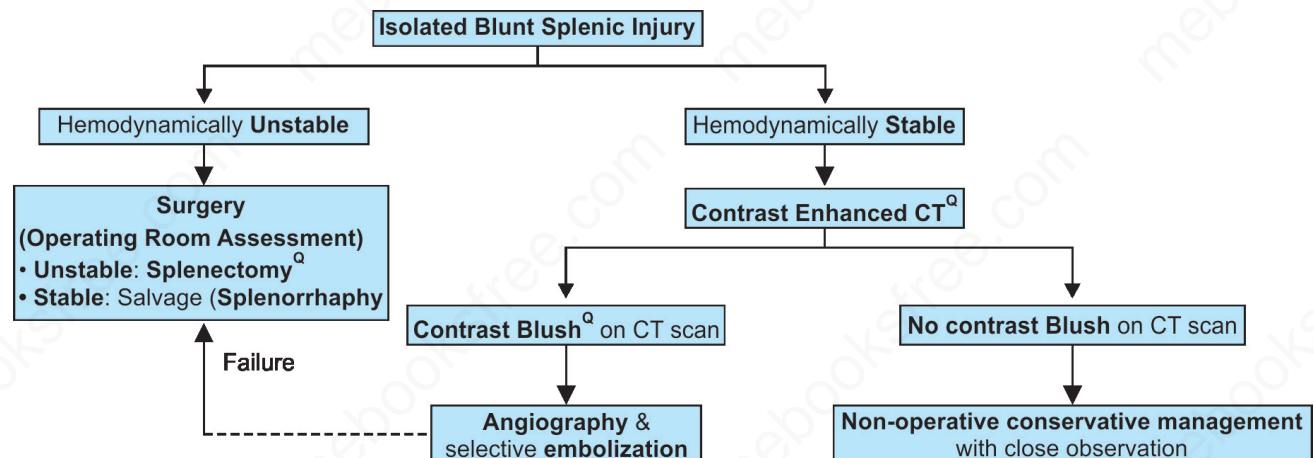 Isolated Blunt Splenic Injury
Hemodynamically Unstable
Hemodynamically Stable
Surgery
(Operating Room Assessment)
• Unstable: Splenectomy^Q
• Stable: Salvage (Splenorrhaphy
Contrast Enhanced CT^Q
Contrast Blush^Q on CT scan
No contrast Blush on CT scan
Failure
Angiography &
selective embolization
Non-operative conservative management
with close observation
mebooksfree.com